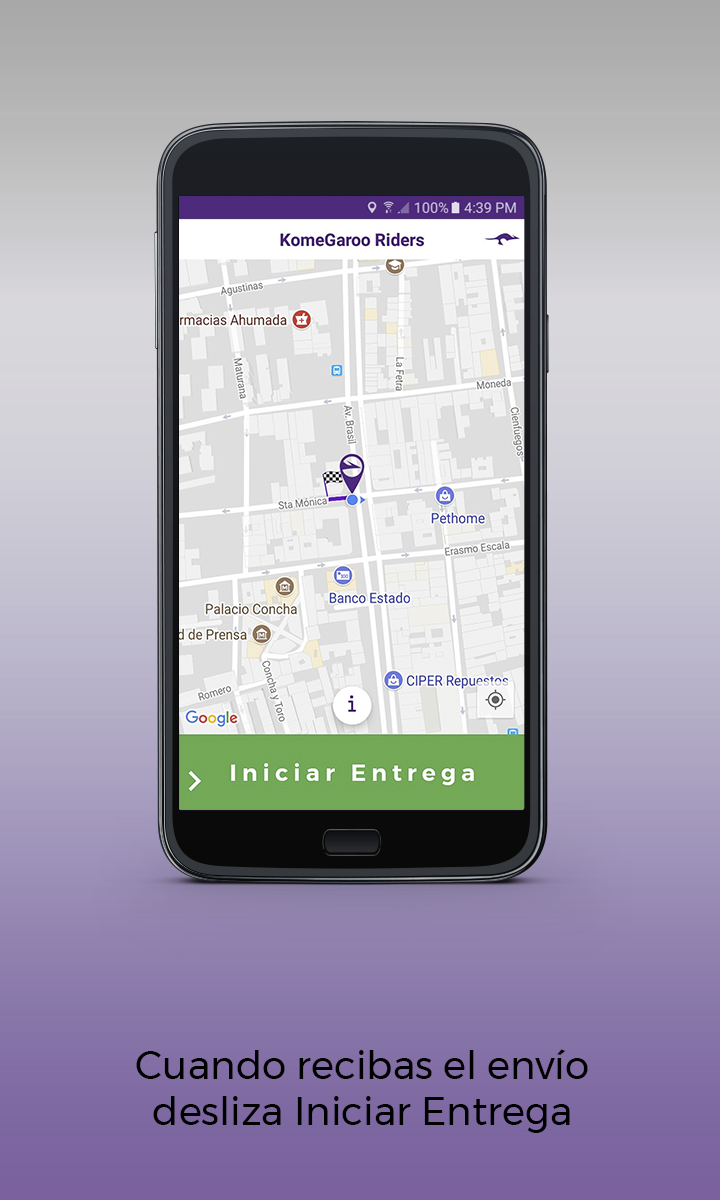 100% 4:39 PM
KomeGaroo Riders
Agustinas
rmacias Ahumada
Maturana
La Fetra
Moneda
Av. Brasil
Cienfuegos
Sta Mónica
Pethome
Erasmo Escala
Banco Estado
Palacio Concha
d de Prensa
Concha y Toro
CIPER Repuestos
Romero
i
Google
> Iniciar Entrega
Cuando recibas el envío
desliza Iniciar Entrega